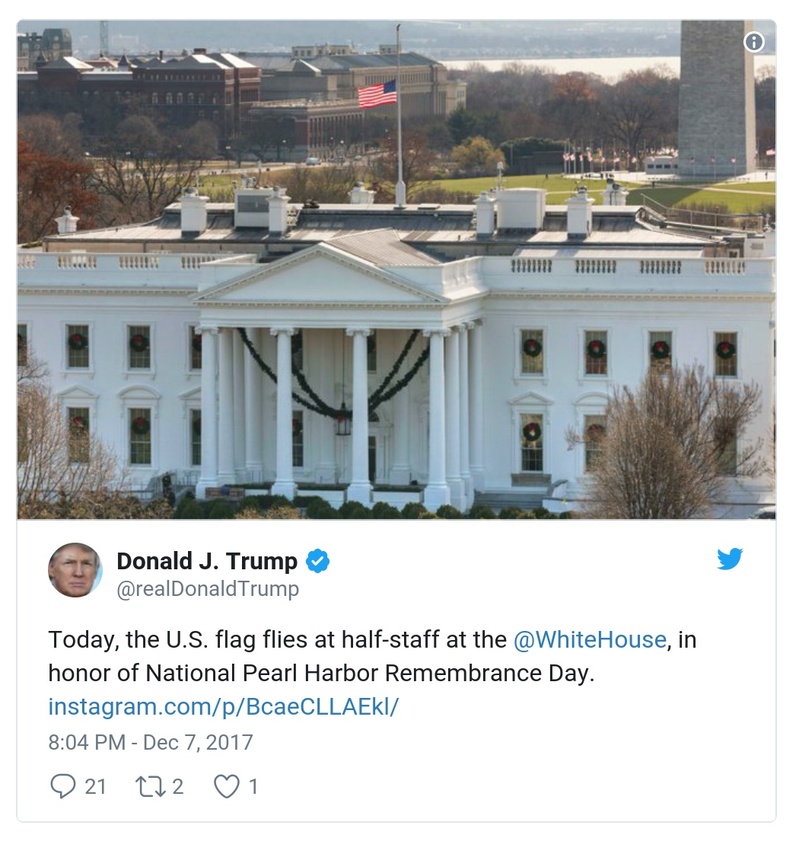 Donald J. Trump
@realDonaldTrump
Today, the U.S. flag flies at half-staff at the @WhiteHouse, in
honor of National Pearl Harbor Remembrance Day.
instagram.com/p/BcaeCLLAEkl/
8:04 PM - Dec 7, 2017
21 2 1